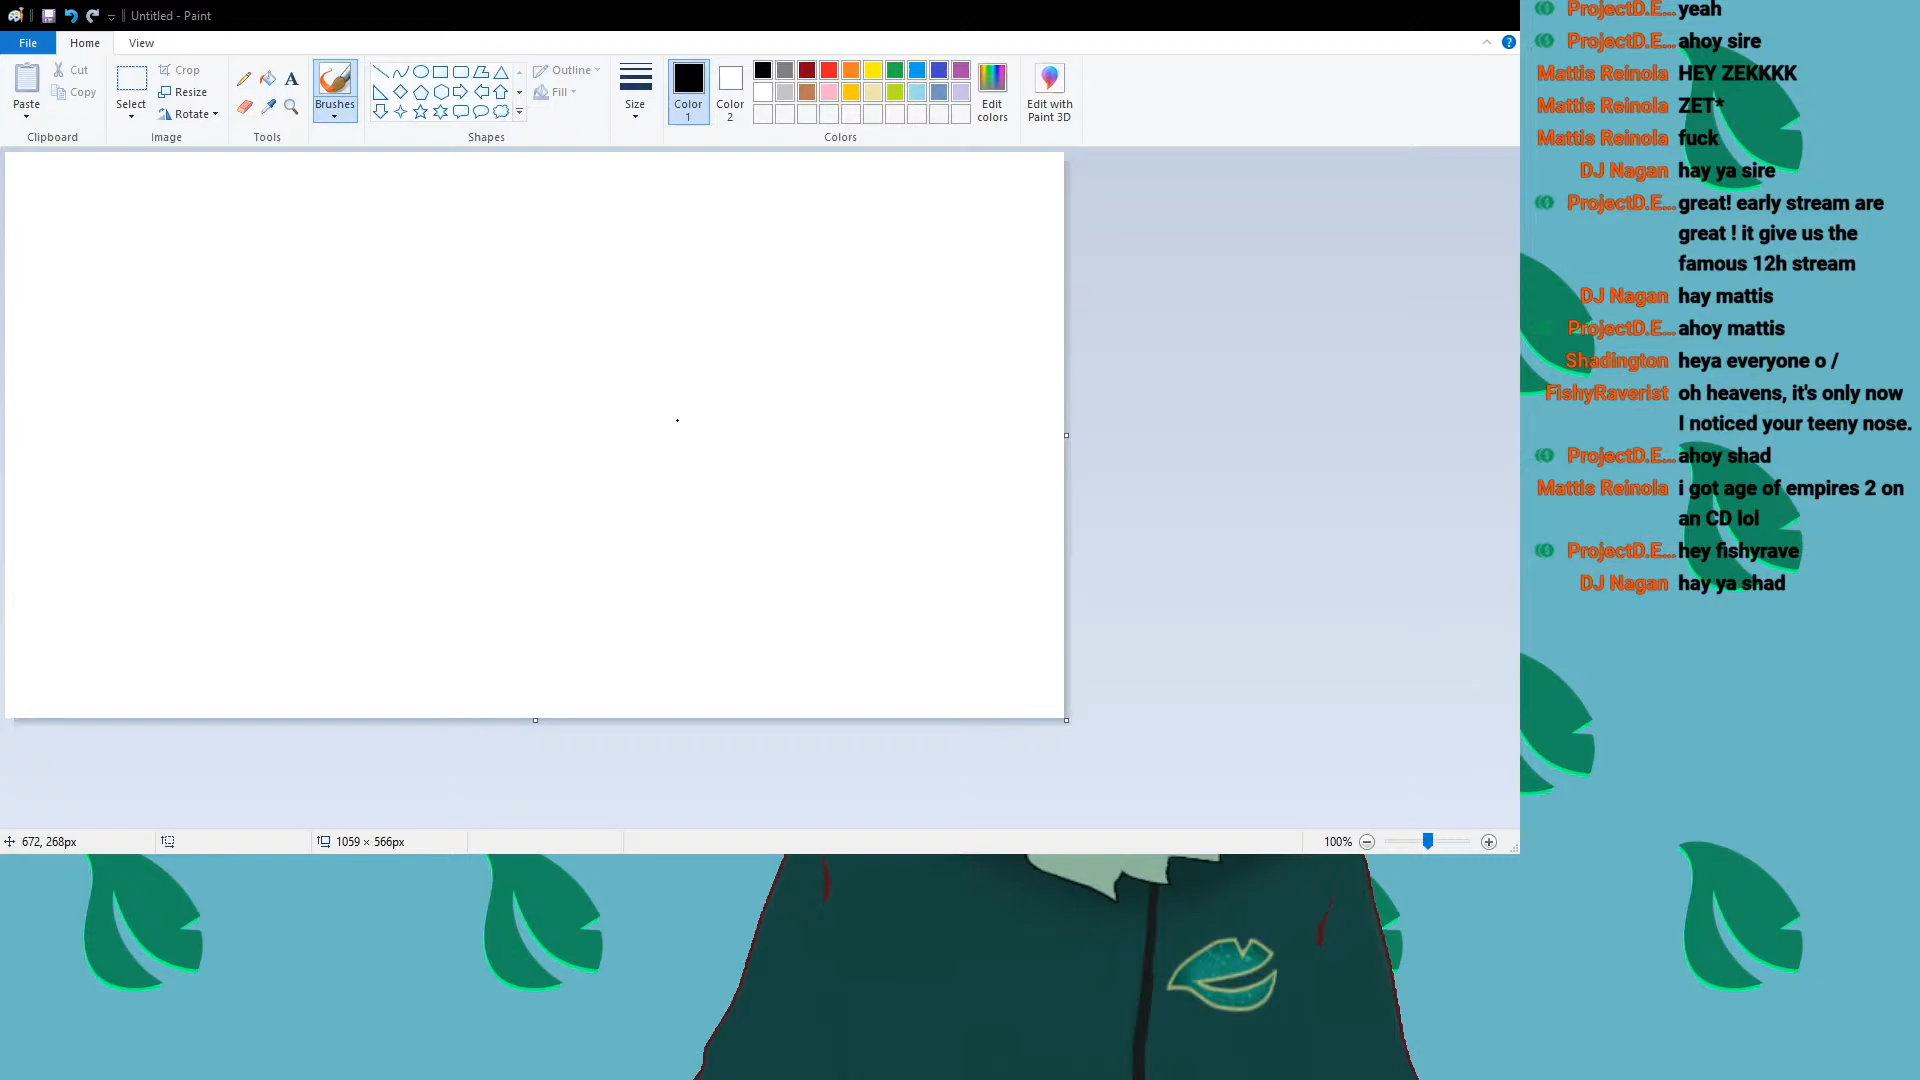 Untitled - Paint
File Home View
Paste Cut Copy Select Crop Resize Rotate Brushes Outline Fill Size Color 1 Color 2 Edit colors Edit with Paint 3D
Clipboard Image Tools Shapes Colors
A
672, 268px 1059 × 566px 100%
ProjectD.E... yeah
ProjectD.E... ahoy sire
Mattis Reinola HEY ZEKKKK
Mattis Reinola ZET*
Mattis Reinola fuck
DJ Nagan hay ya sire
ProjectD.E... great! early stream are
great ! it give us the
famous 12h stream
DJ Nagan hay mattis
ProjectD.E... ahoy mattis
Shadington heya everyone o /
FishyRaverist oh heavens, it's only now
I noticed your teeny nose.
ProjectD.E... ahoy shad
Mattis Reinola i got age of empires 2 on
an CD lol
ProjectD.E... hey fishyrave
DJ Nagan hay ya shad